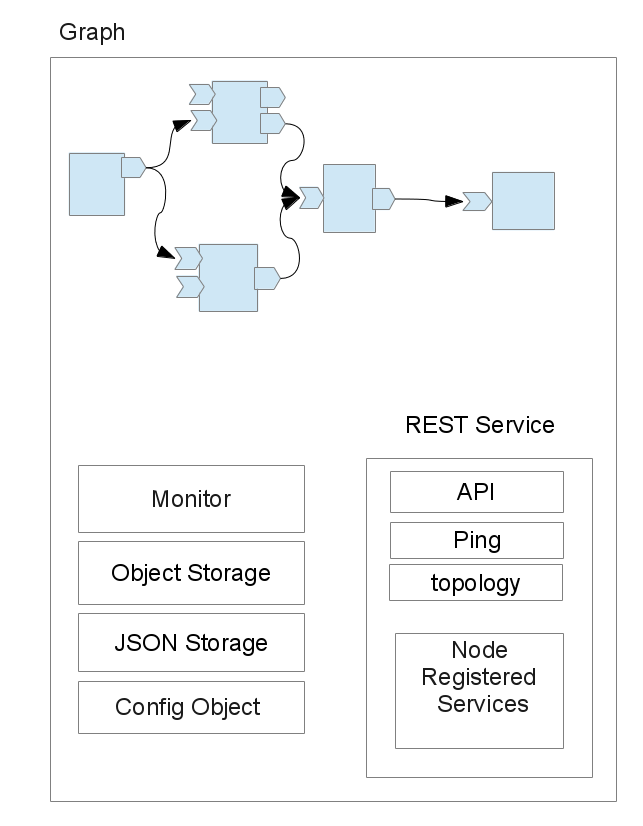 Graph
REST Service
Monitor
Object Storage
JSON Storage
Config Object
API
Ping
topology
Node
Registered
Services